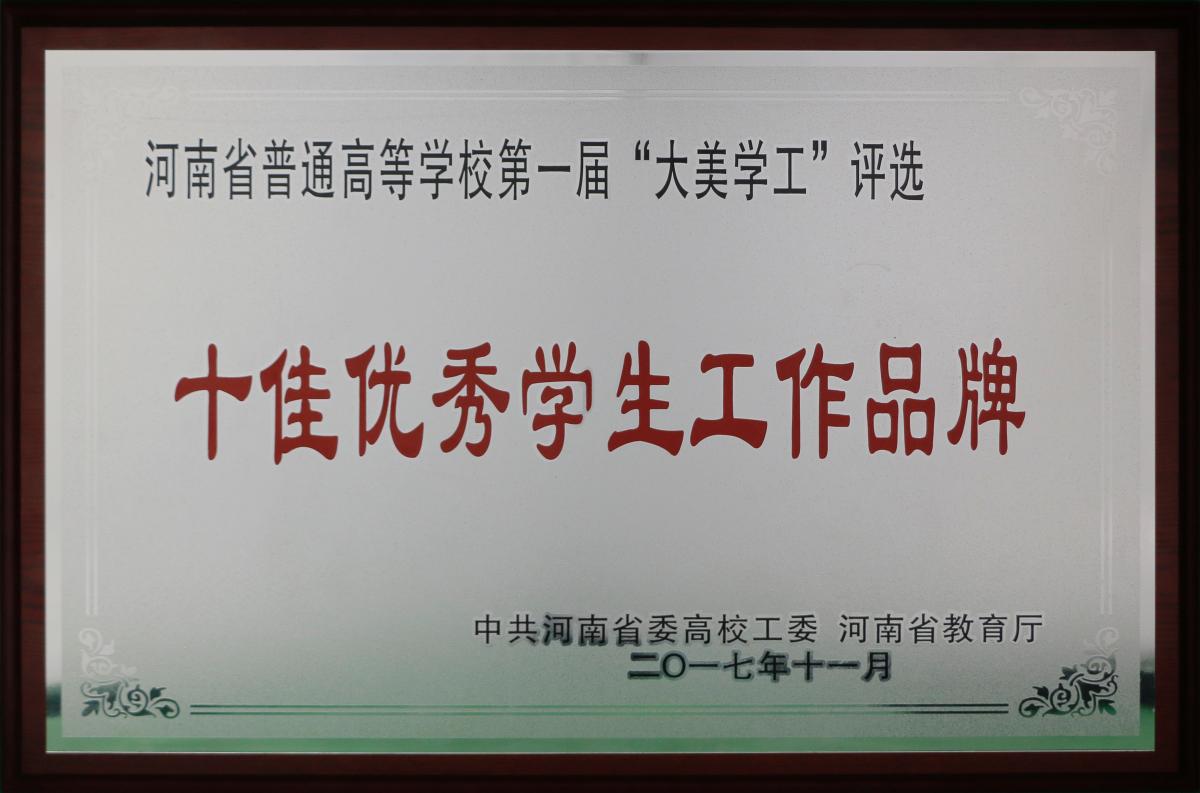 河南省普通高等学校第一届“大美学工”评选
十佳优秀学生工作品牌
中共河南省委高校工委 河南省教育厅
二〇一七年十一月